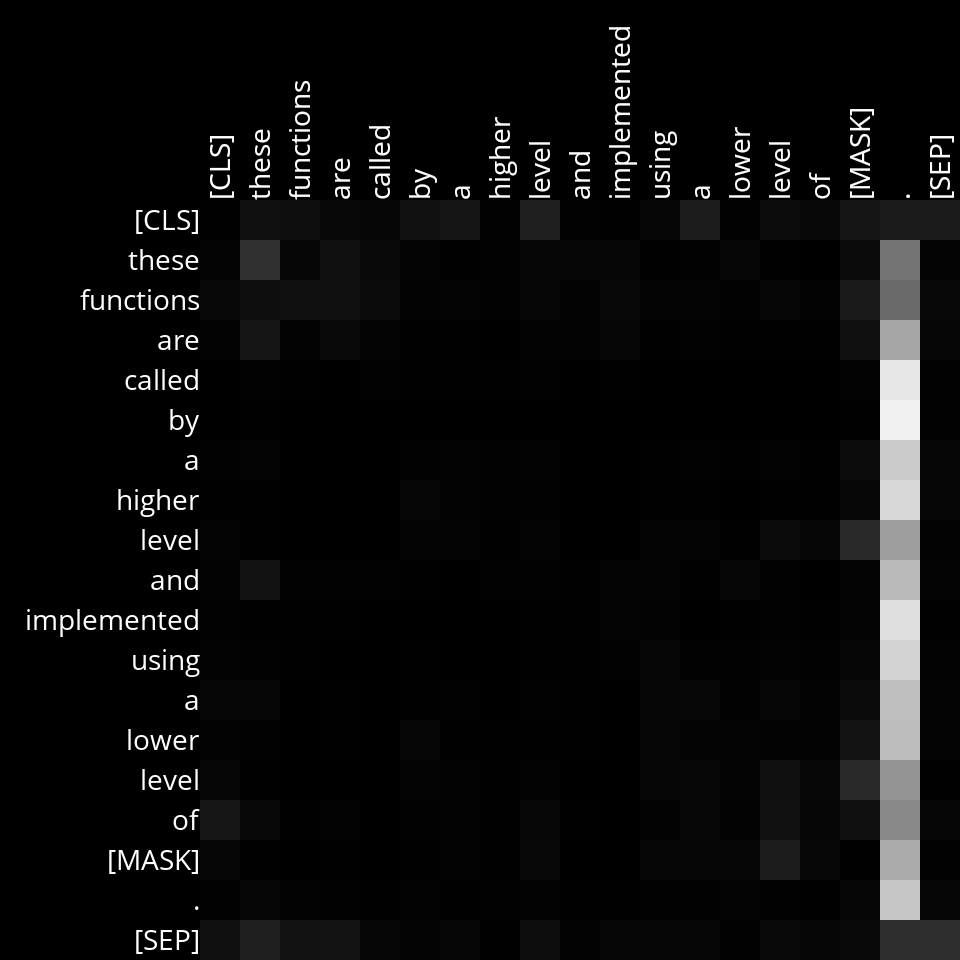 [CLS] these functions are called by a higher level and implemented using a lower level of [MASK] . [SEP]
[CLS]
these
functions
are
called
by
a
higher
level
and
implemented
using
a
lower
level
of
[MASK]
.
[SEP]